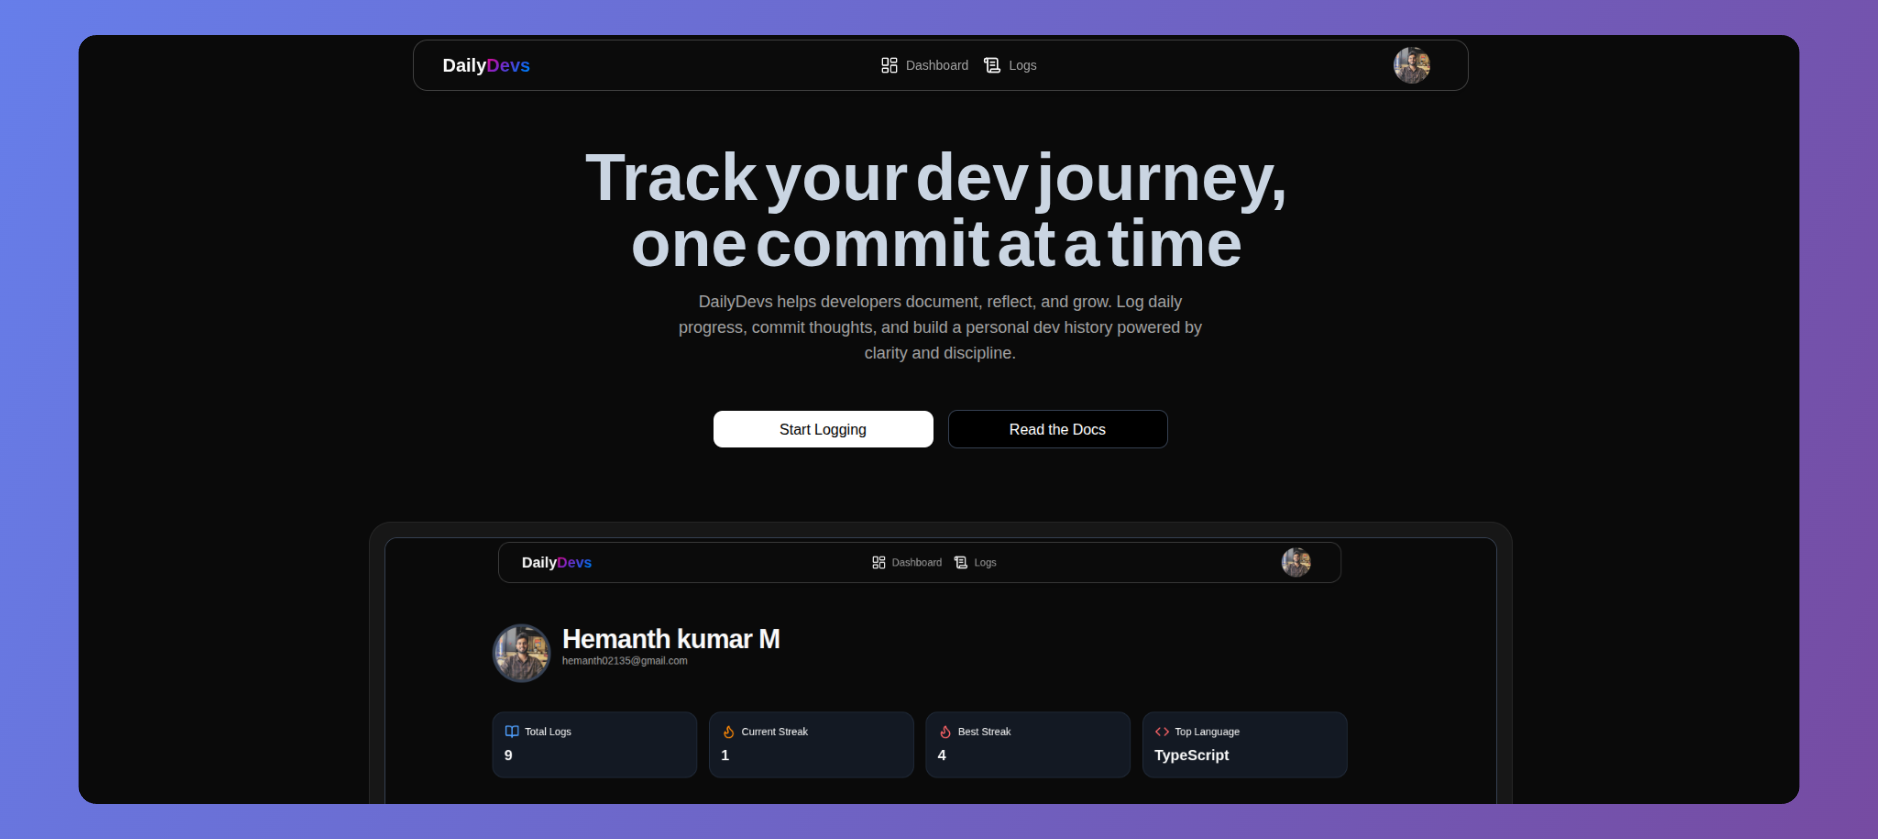 DailyDevs
Dashboard
Logs
Track your dev journey,
one commit at a time
DailyDevs helps developers document, reflect, and grow. Log daily
progress, commit thoughts, and build a personal dev history powered by
clarity and discipline.
Start Logging
Read the Docs
DailyDevs
Dashboard
Logs
Hemanth kumar M
hemanth02135@gmail.com
Total Logs
9
Current Streak
1
Best Streak
4
Top Language
TypeScript